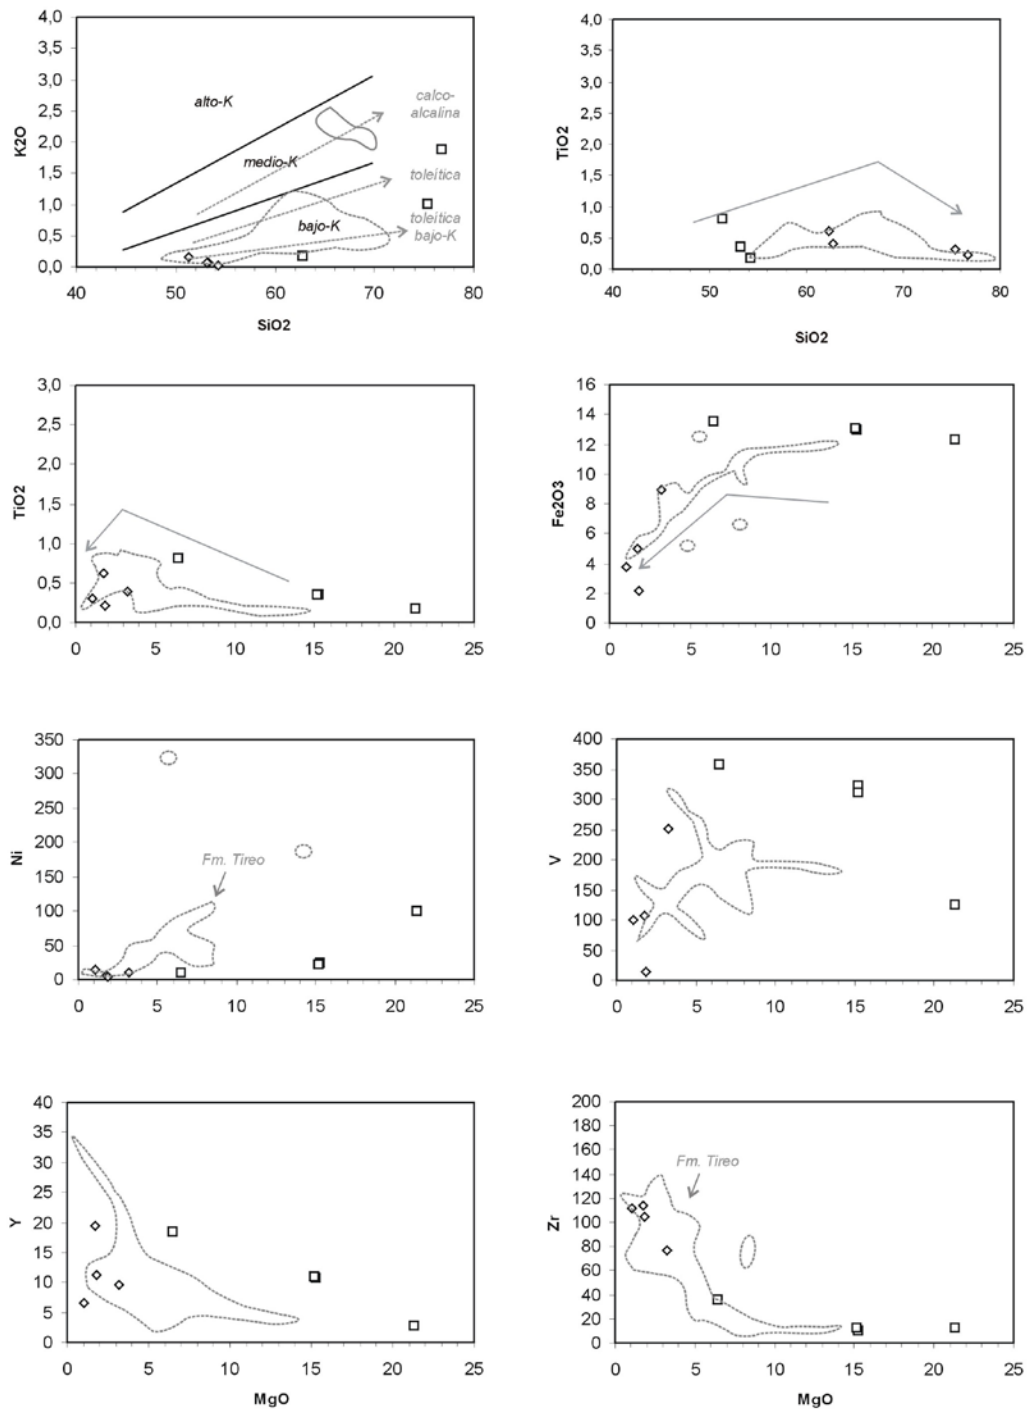 4,0
3,5
3,0
2,5
2,0
1,5
1,0
0,5
0,0
K2O
alto-K
medio-K
bajo-K
calco-
alcalina
toleítica
toleítica
bajo-K
40 50 60 70 80
SiO2
4,0
3,5
3,0
2,5
2,0
1,5
1,0
0,5
0,0
TiO2
40 50 60 70 80
SiO2
3,0
2,5
2,0
1,5
1,0
0,5
0,0
TiO2
0 5 10 15 20 25
16
14
12
10
8
6
4
2
0
Fe2O3
0 5 10 15 20 25
350
300
250
200
150
100
50
0
Ni
Fm. Tireo
0 5 10 15 20 25
400
350
300
250
200
150
100
50
0
V
0 5 10 15 20 25
40
35
30
25
20
15
10
5
0
Y
0 5 10 15 20 25
MgO
200
180
160
140
120
100
80
60
40
20
0
Zr
Fm. Tireo
0 5 10 15 20 25
MgO